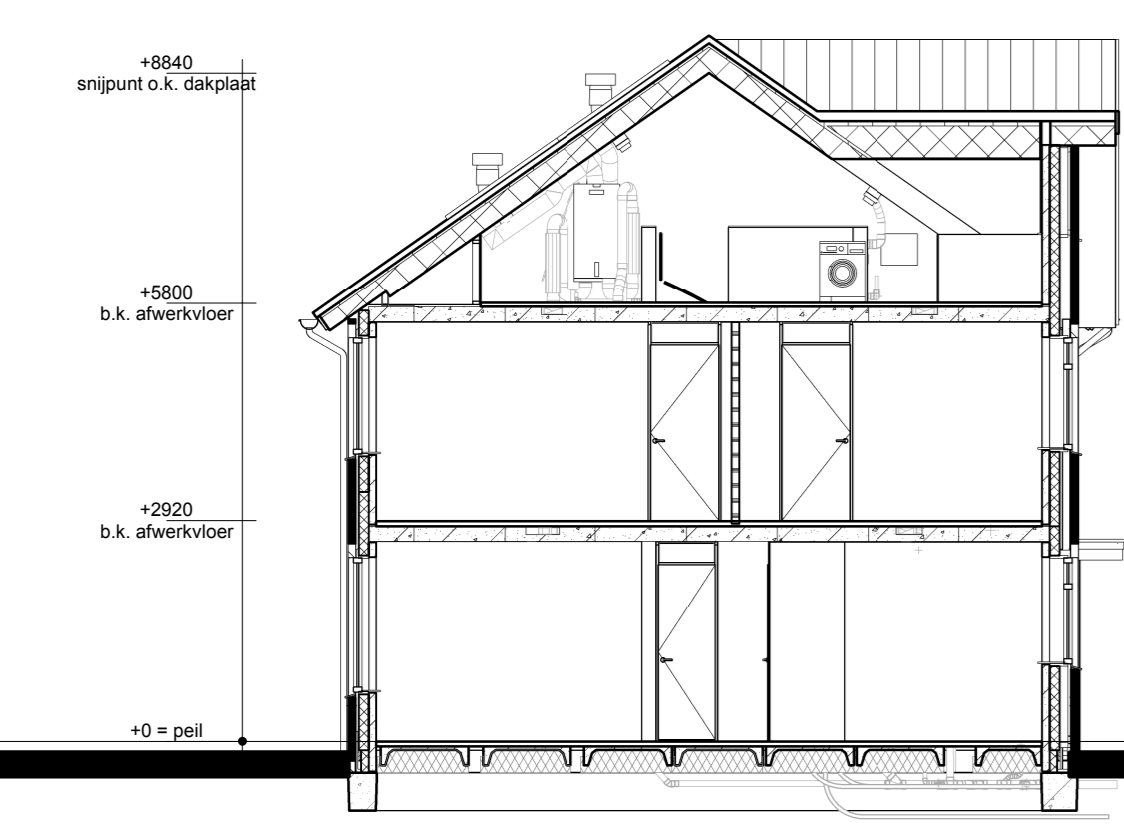 +8840
snijpunt o.k. dakplaat
+5800
b.k. afwerkvloer
+2920
b.k. afwerkvloer
+0 = peil